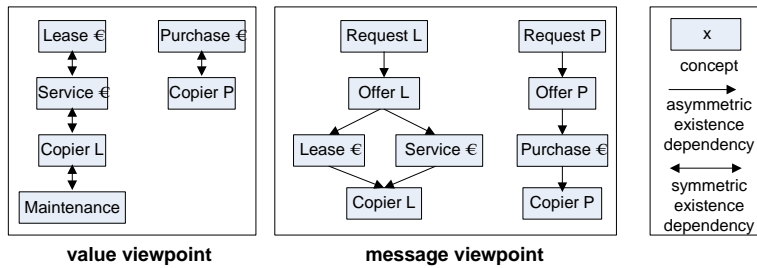 Lease €
Purchase €
Service €
Copier P
Copier L
Maintenance
value viewpoint
Request L
Request P
Offer L
Offer P
Lease €
Service €
Purchase €
Copier L
Copier P
message viewpoint
x
concept
asymmetric
existence
dependency
symmetric
existence
dependency